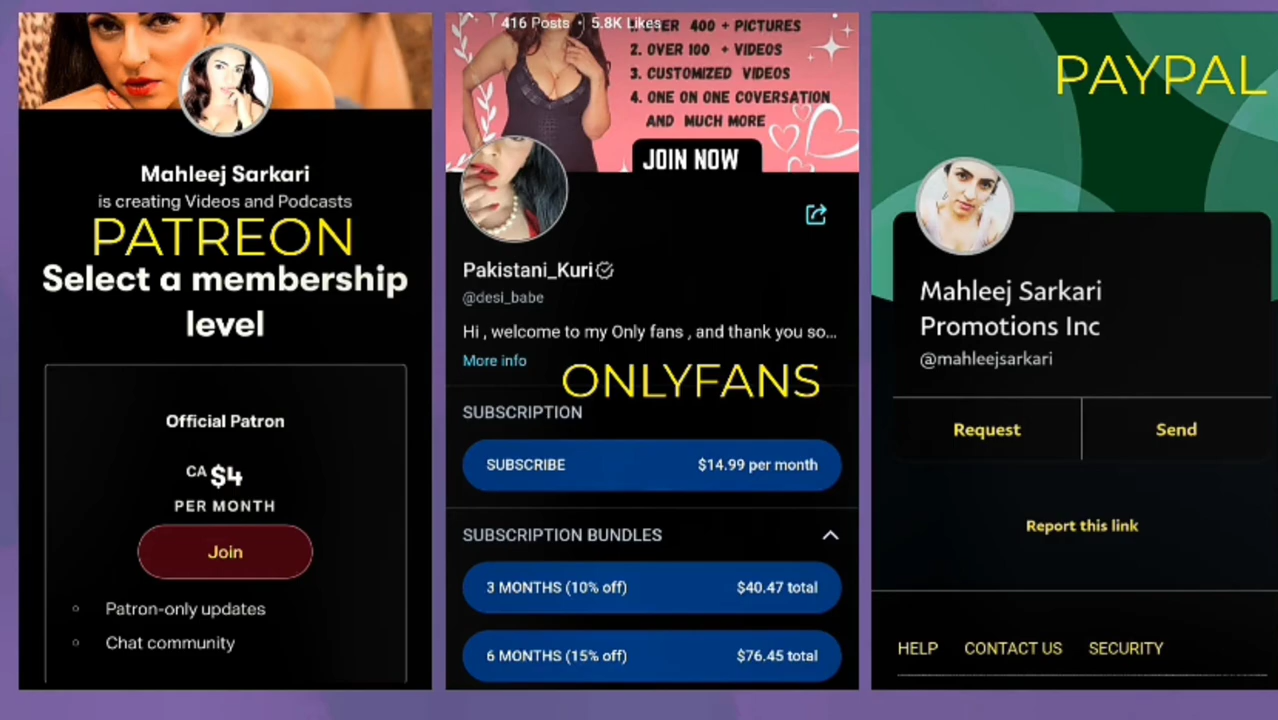 Mahleej Sarkari
is creating Videos and Podcasts
PATREON
Select a membership
level
Official Patron
CA $4
PER MONTH
Join
Patron-only updates
Chat community
416 Posts · 5.8K Likes
1. OVER 400 + PICTURES
2. OVER 100 + VIDEOS
3. CUSTOMIZED VIDEOS
4. ONE ON ONE COVERSATION
AND MUCH MORE
JOIN NOW
Pakistani_Kuri
@desi_babe
Hi , welcome to my Only fans , and thank you so...
More info
ONLYFANS
SUBSCRIPTION
SUBSCRIBE $14.99 per month
SUBSCRIPTION BUNDLES
3 MONTHS (10% off) $40.47 total
6 MONTHS (15% off) $76.45 total
PAYPAL
Mahleej Sarkari
Promotions Inc
@mahleejsarkari
Request Send
Report this link
HELP CONTACT US SECURITY